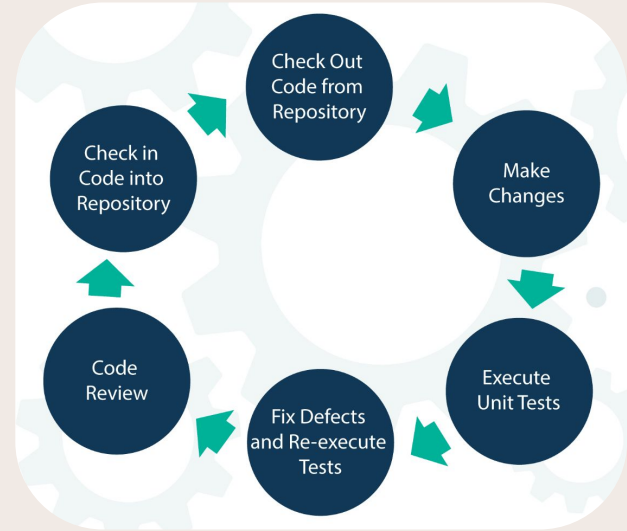 Check Out
Code from
Repository
Make
Changes
Execute
Unit Tests
Fix Defects
and Re-execute
Tests
Code
Review
Check in
Code into
Repository